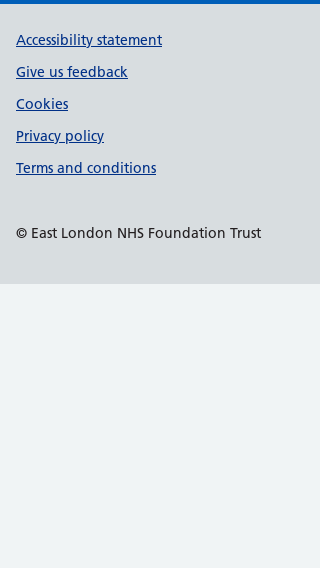 Accessibility statement
Give us feedback
Cookies
Privacy policy
Terms and conditions
© East London NHS Foundation Trust